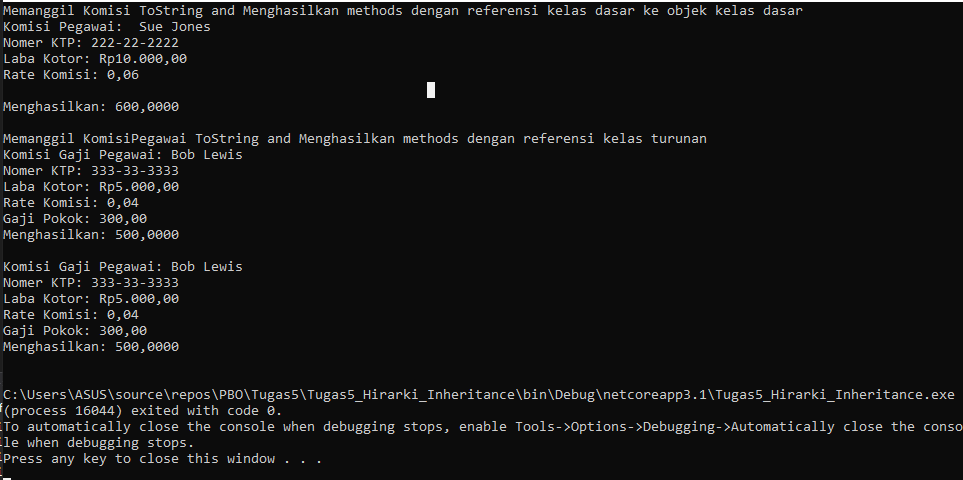 Memanggil Komisi ToString and Menghasilkan methods dengan referensi kelas dasar ke objek kelas dasar
Komisi Pegawai:  Sue Jones
Nomer KTP: 222-22-2222
Laba Kotor: Rp10.000,00
Rate Komisi: 0,06
Menghasilkan: 600,0000
Memanggil KomisiPegawai ToString and Menghasilkan methods dengan referensi kelas turunan
Komisi Gaji Pegawai: Bob Lewis
Nomer KTP: 333-33-3333
Laba Kotor: Rp5.000,00
Rate Komisi: 0,04
Gaji Pokok: 300,00
Menghasilkan: 500,0000
Komisi Gaji Pegawai: Bob Lewis
Nomer KTP: 333-33-3333
Laba Kotor: Rp5.000,00
Rate Komisi: 0,04
Gaji Pokok: 300,00
Menghasilkan: 500,0000
C:\Users\ASUS\source\repos\PBO\Tugas5\Tugas5_Hirarki_Inheritance\bin\Debug\netcoreapp3.1\Tugas5_Hirarki_Inheritance.exe
(process 16044) exited with code 0.
To automatically close the console when debugging stops, enable Tools->Options->Debugging->Automatically close the conso
le when debugging stops.
Press any key to close this window . . .